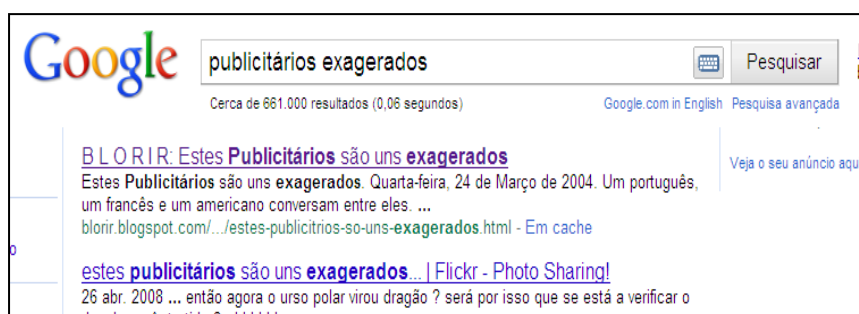 Google publicitários exagerados Pesquisar
Cerca de 661.000 resultados (0,06 segundos) Google.com in English Pesquisa avançada
B L O R I R: Estes Publicitários são uns exagerados
Veja o seu anúncio aqu
Estes Publicitários são uns exagerados. Quarta-feira, 24 de Março de 2004. Um português,
um francês e um americano conversam entre eles. ...
blorir.blogspot.com/.../estes-publicitrios-so-uns-exagerados.html - Em cache
o
estes publicitários são uns exagerados... | Flickr - Photo Sharing!
26 abr. 2008 ... então agora o urso polar virou dragão ? será por isso que se está a verificar o